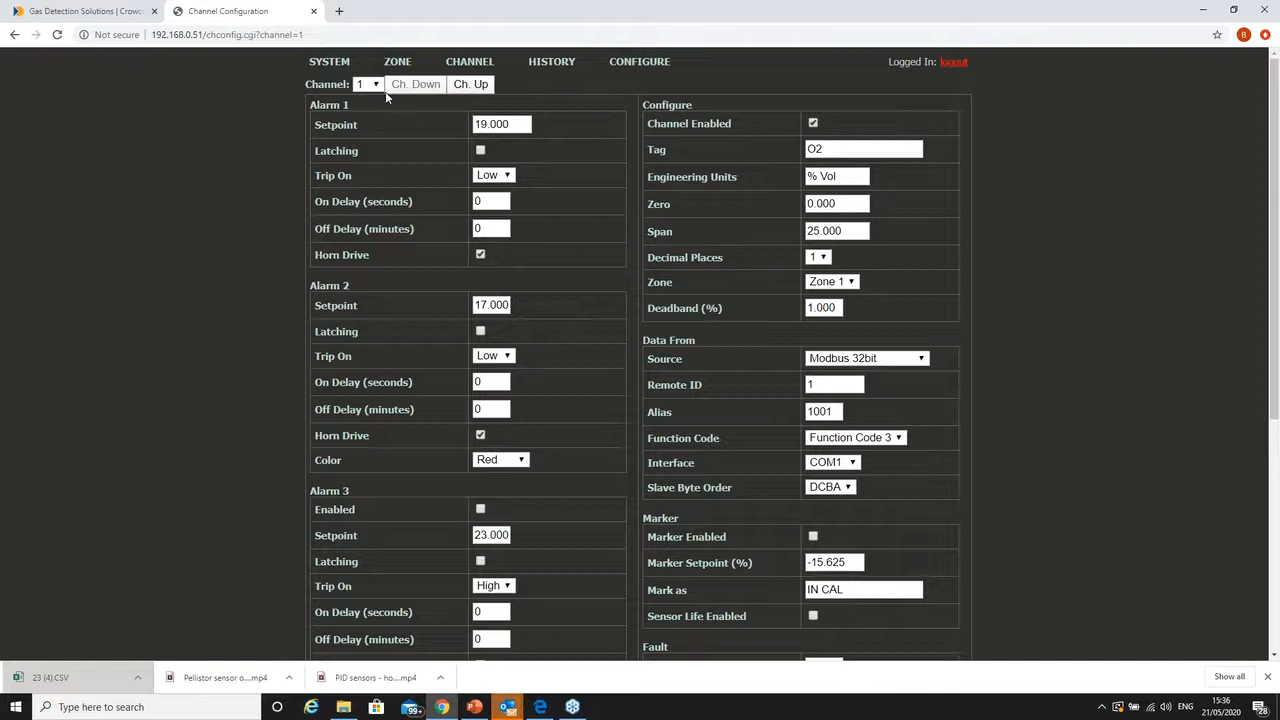 Gas Detection Solutions | Crowc
Channel Configuration
Not secure
192.168.0.51/chconfig.cgi?channel=1
B
SYSTEM ZONE CHANNEL HISTORY CONFIGURE
Logged In: logout
Channel: 1 Ch. Down Ch. Up
Alarm 1
Setpoint 19.000
Latching
Trip On Low
On Delay (seconds) 0
Off Delay (minutes) 0
Horn Drive
Alarm 2
Setpoint 17.000
Latching
Trip On Low
On Delay (seconds) 0
Off Delay (minutes) 0
Horn Drive
Color Red
Alarm 3
Enabled
Setpoint 23.000
Latching
Trip On High
On Delay (seconds) 0
Off Delay (minutes) 0
Configure
Channel Enabled
Tag O2
Engineering Units % Vol
Zero 0.000
Span 25.000
Decimal Places 1
Zone Zone 1
Deadband (%) 1.000
Data From
Source Modbus 32bit
Remote ID 1
Alias 1001
Function Code Function Code 3
Interface COM1
Slave Byte Order DCBA
Marker
Marker Enabled
Marker Setpoint (%) -15.625
Mark as IN CAL
Sensor Life Enabled
Fault
23 (4).CSV
Pellistor sensor o....mp4
PID sensors - ho....mp4
Show all
Type here to search
99+
ENG
15:36
21/05/2020
28